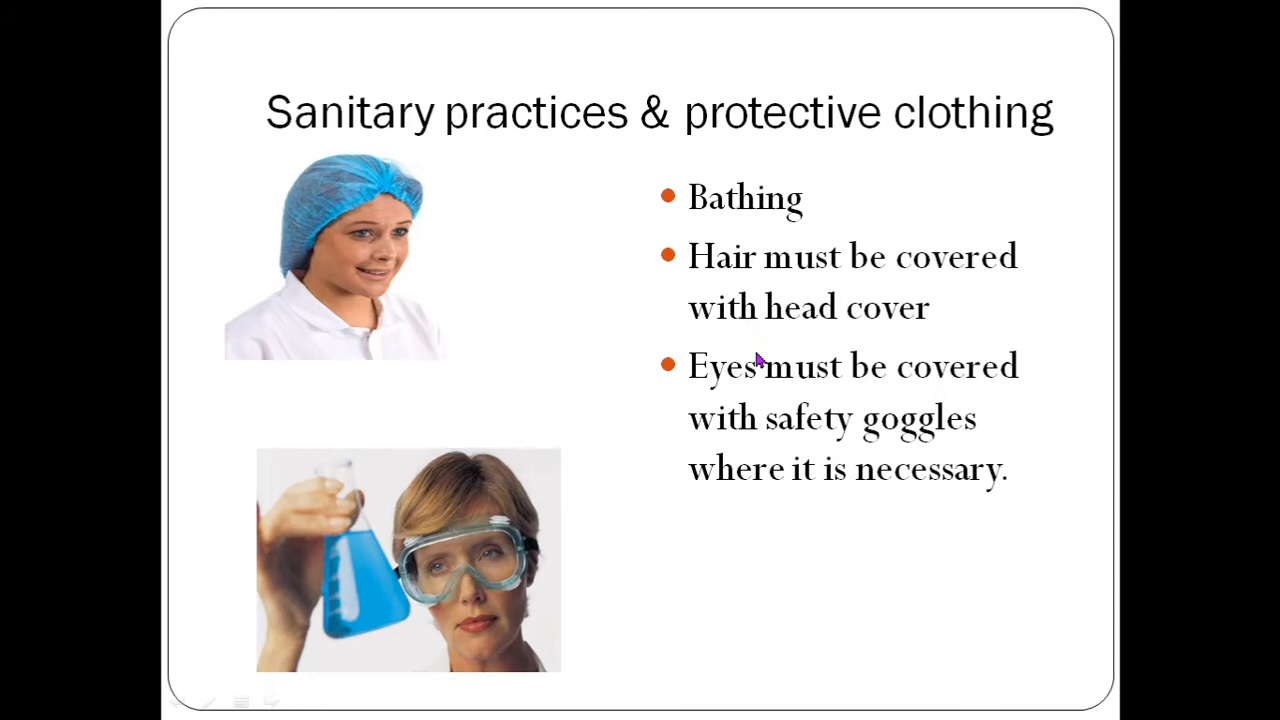 Sanitary practices & protective clothing
Bathing
Hair must be covered
with head cover
Eyes must be covered
with safety goggles
where it is necessary.